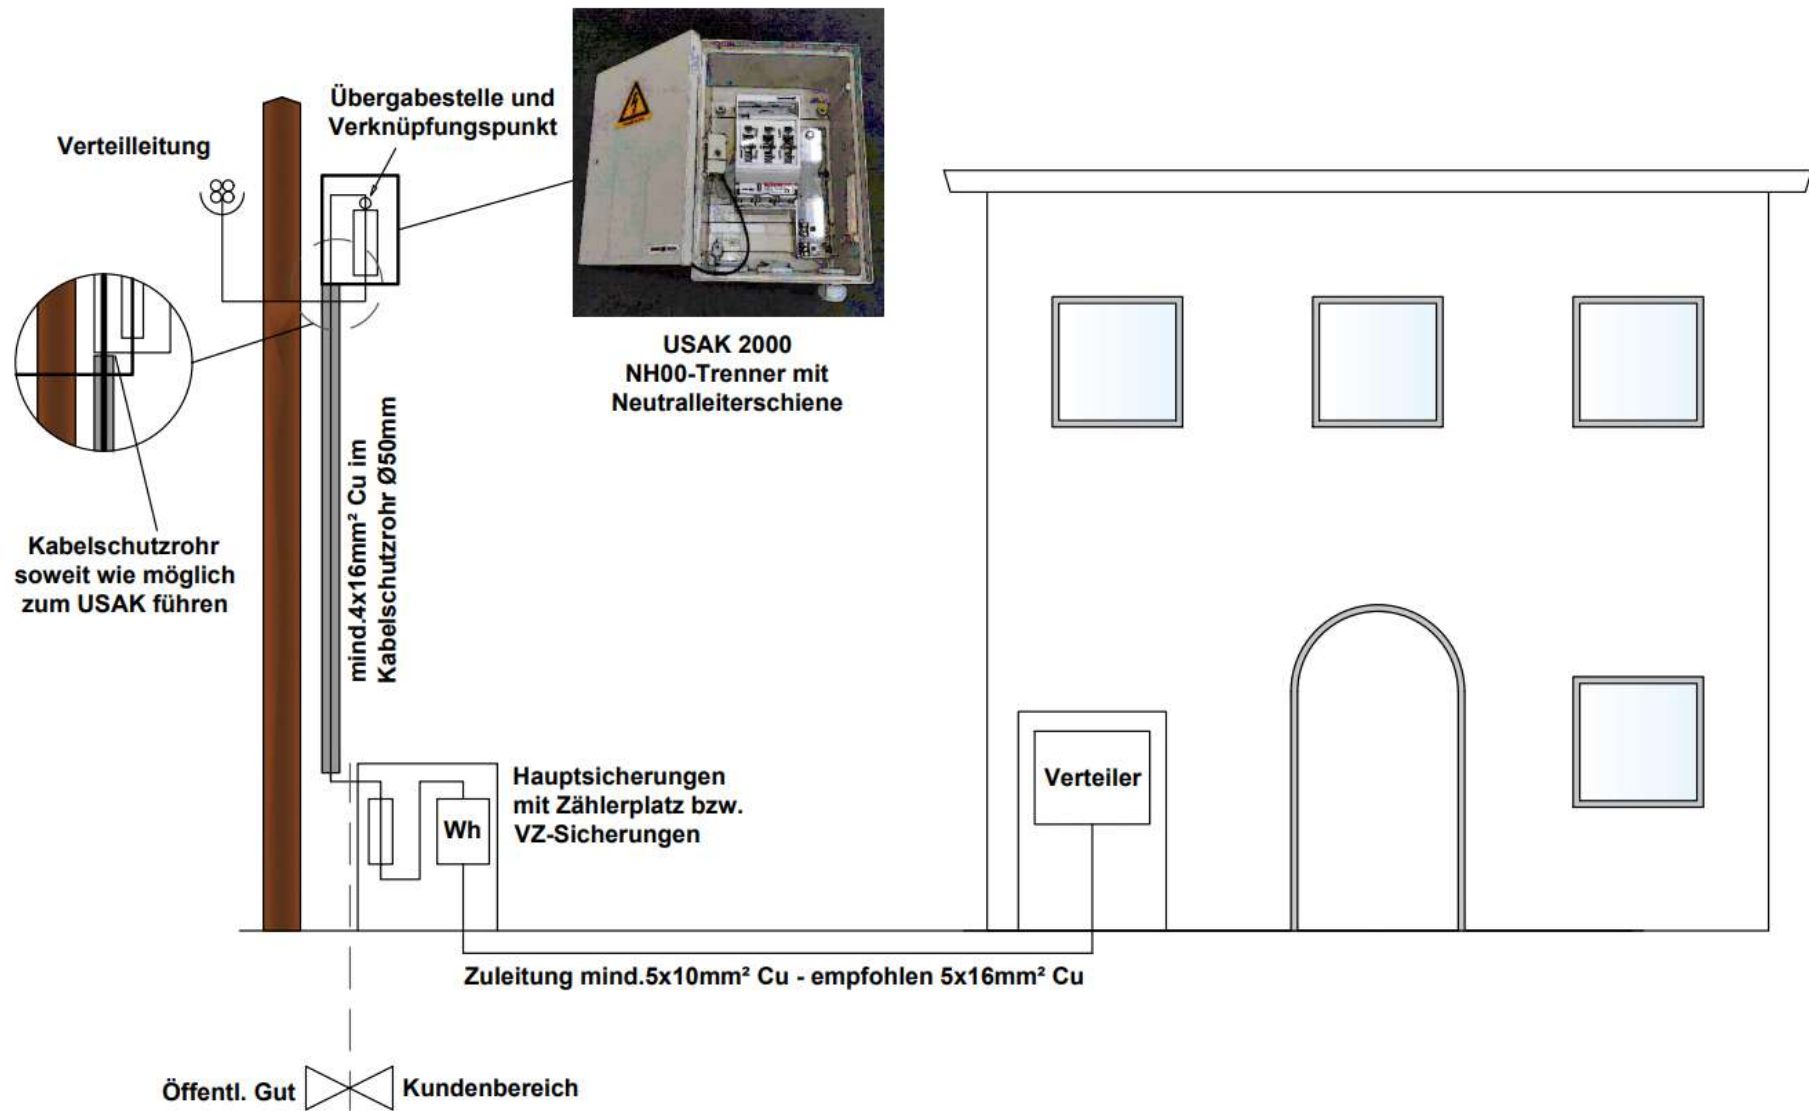 Übergabestelle und
Verknüpfungspunkt
Verteilleitung
USAK 2000
NH00-Trenner mit
Neutralleiterschiene
mind.4x16mm² Cu im
Kabelschutzrohr Ø50mm
Kabelschutzrohr
soweit wie möglich
zum USAK führen
Hauptsicherungen
mit Zählerplatz bzw.
VZ-Sicherungen
Wh
Verteiler
Zuleitung mind.5x10mm² Cu - empfohlen 5x16mm² Cu
Öffentl. Gut
Kundenbereich